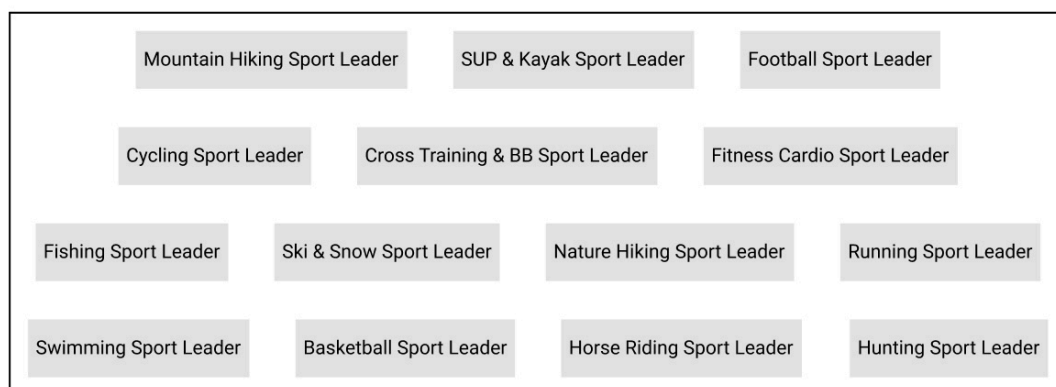 Mountain Hiking Sport Leader
SUP & Kayak Sport Leader
Football Sport Leader
Cycling Sport Leader
Cross Training & BB Sport Leader
Fitness Cardio Sport Leader
Fishing Sport Leader
Ski & Snow Sport Leader
Nature Hiking Sport Leader
Running Sport Leader
Swimming Sport Leader
Basketball Sport Leader
Horse Riding Sport Leader
Hunting Sport Leader